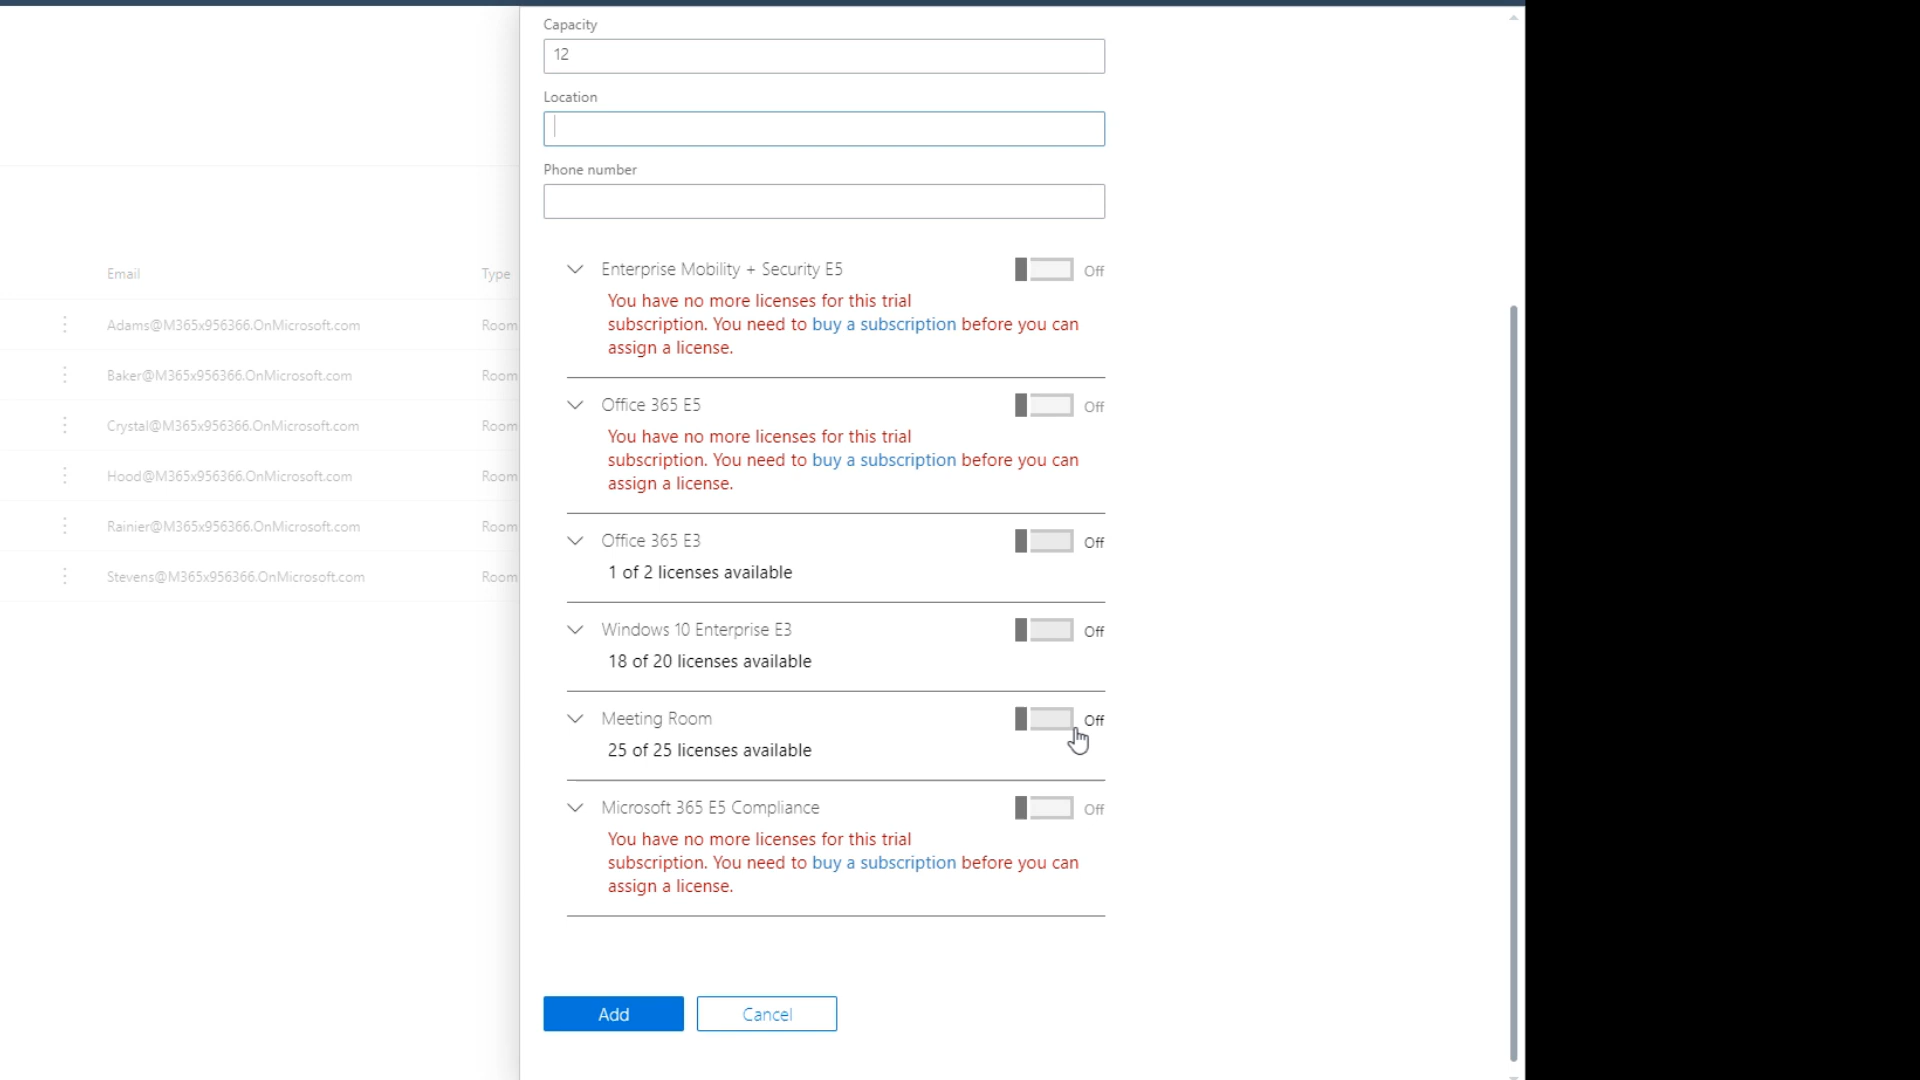 Capacity
12
Location
Phone number
Email Type
Adams@M365x956366.OnMicrosoft.com Room
Baker@M365x956366.OnMicrosoft.com Room
Crystal@M365x956366.OnMicrosoft.com Room
Hood@M365x956366.OnMicrosoft.com Room
Rainier@M365x956366.OnMicrosoft.com Room
Stevens@M365x956366.OnMicrosoft.com Room
Enterprise Mobility + Security E5 Off
You have no more licenses for this trial
subscription. You need to buy a subscription before you can
assign a license.
Office 365 E5 Off
You have no more licenses for this trial
subscription. You need to buy a subscription before you can
assign a license.
Office 365 E3 Off
1 of 2 licenses available
Windows 10 Enterprise E3 Off
18 of 20 licenses available
Meeting Room Off
25 of 25 licenses available
Microsoft 365 E5 Compliance Off
You have no more licenses for this trial
subscription. You need to buy a subscription before you can
assign a license.
Add Cancel